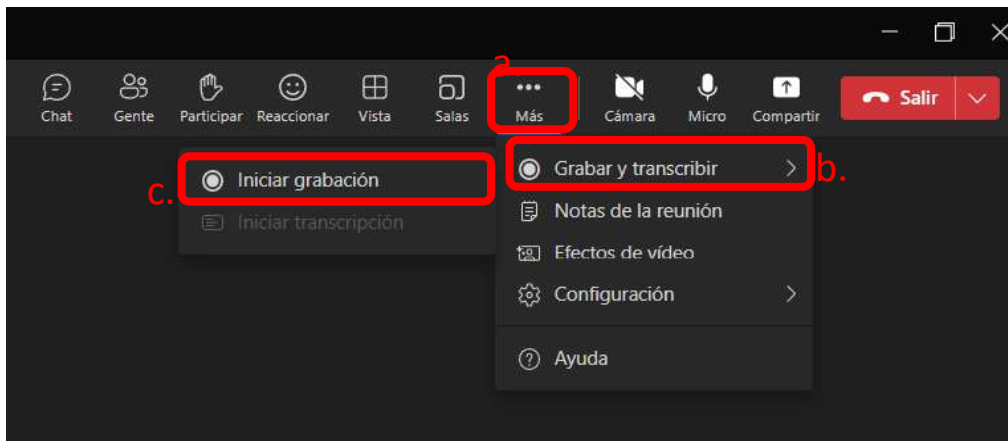 a.
Chat Gente Participar Reaccionar Vista Salas Más Cámara Micro Compartir Salir
c. Iniciar grabación
Iniciar transcripción
Grabar y transcribir b.
Notas de la reunión
Efectos de vídeo
Configuración
Ayuda